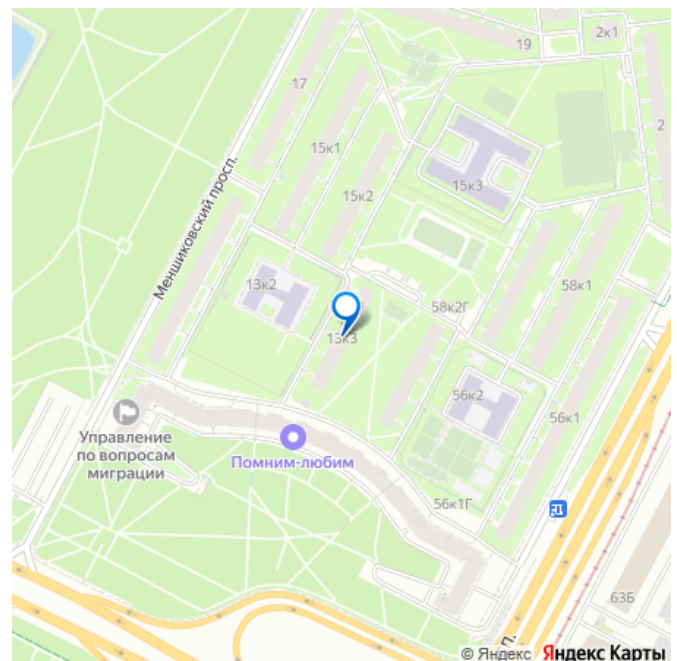 19
2к1
17
2
15к1
15к2
15к3
Меншиковский просп.
13к2
58к1
58к2Г
13к3
56к2
56к1
Управление
по вопросам
миграции
Помним-любим
56к1Г
63Б
п.
© Яндекс Яндекс Карты